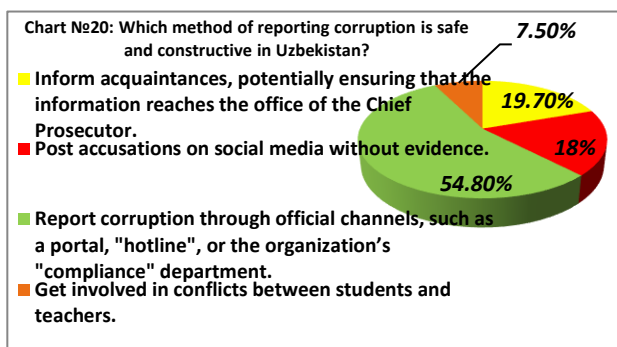 Chart №20: Which method of reporting corruption is safe
and constructive in Uzbekistan?
7.50%
Inform acquaintances, potentially ensuring that the
information reaches the office of the Chief
Prosecutor.
19.70%
Post accusations on social media without evidence.
18%
54.80%
Report corruption through official channels, such as
a portal, "hotline", or the organization’s
"compliance" department.
Get involved in conflicts between students and
teachers.